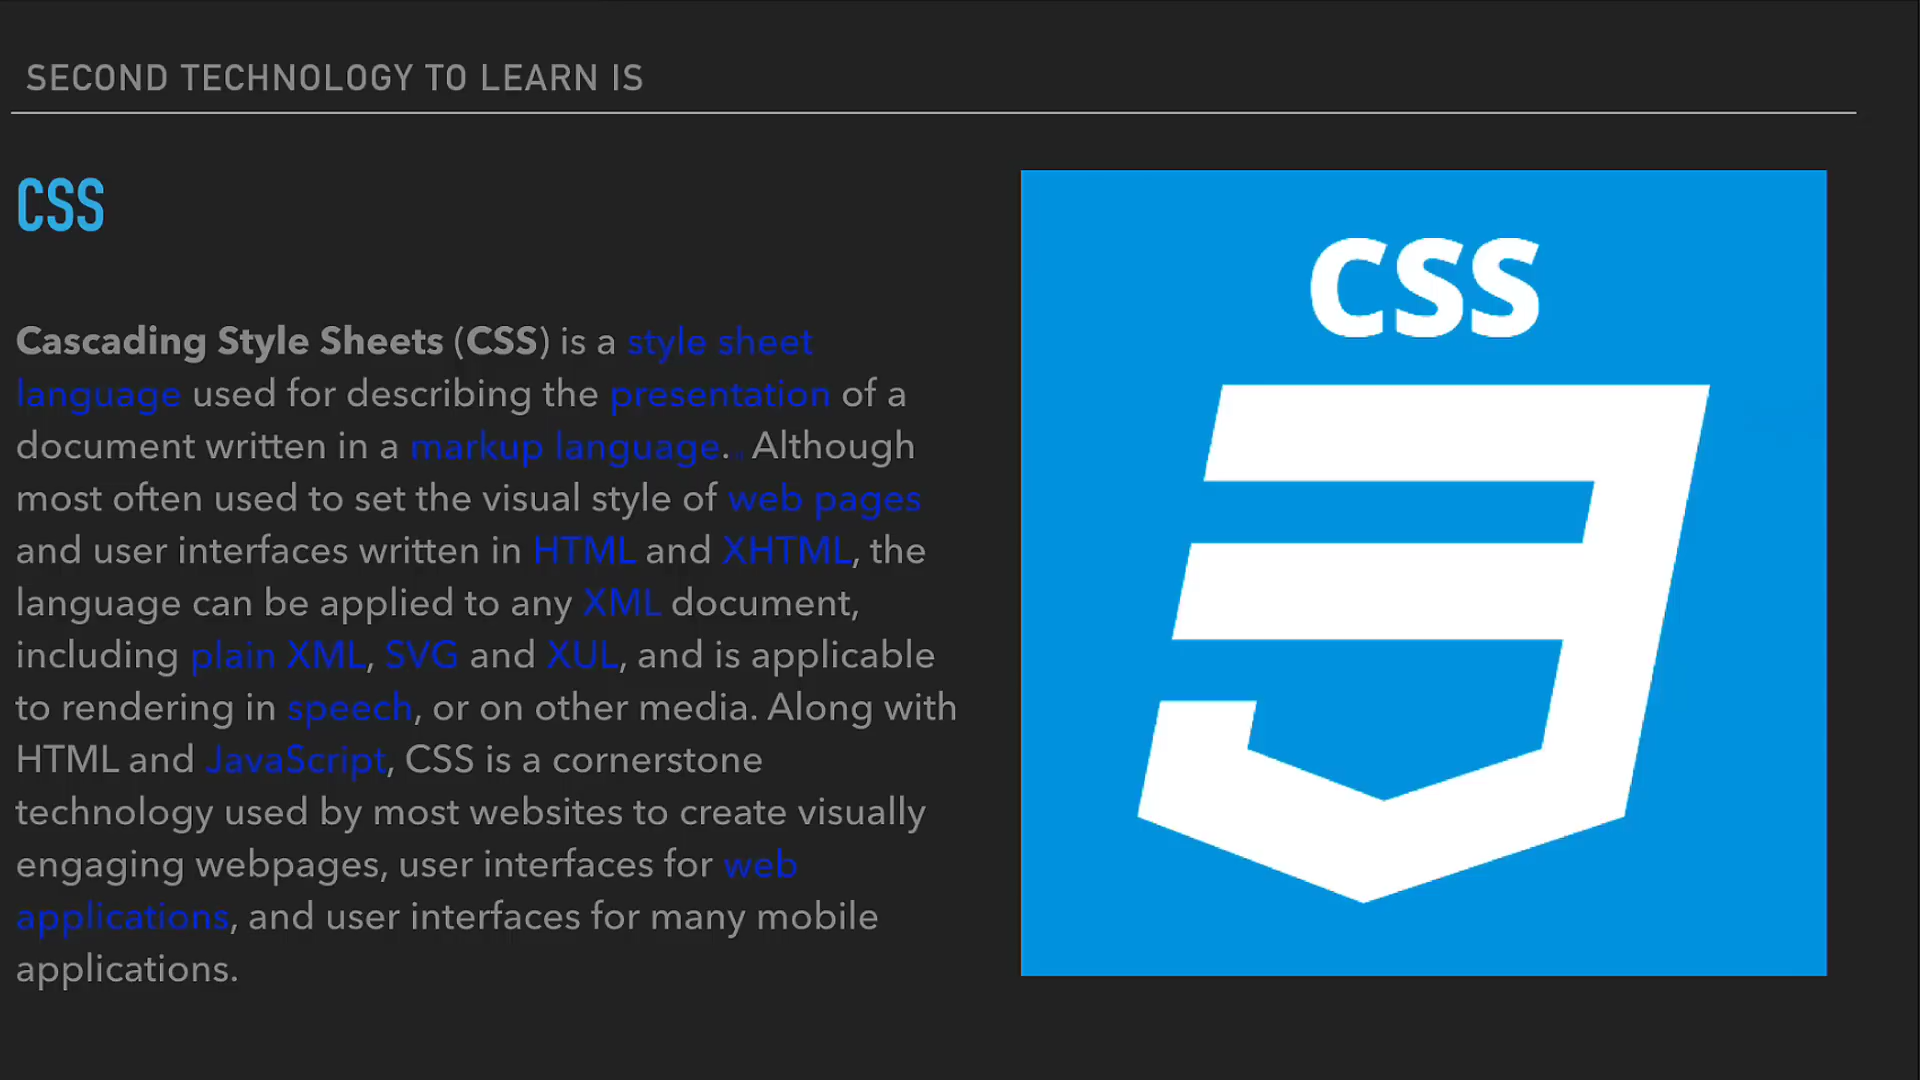 SECOND TECHNOLOGY TO LEARN IS
CSS
Cascading Style Sheets (CSS) is a style sheet
language used for describing the presentation of a
document written in a markup language. Although
most often used to set the visual style of web pages
and user interfaces written in HTML and XHTML, the
language can be applied to any XML document,
including plain XML, SVG and XUL, and is applicable
to rendering in speech, or on other media. Along with
HTML and JavaScript, CSS is a cornerstone
technology used by most websites to create visually
engaging webpages, user interfaces for web
applications, and user interfaces for many mobile
applications.
CSS
3